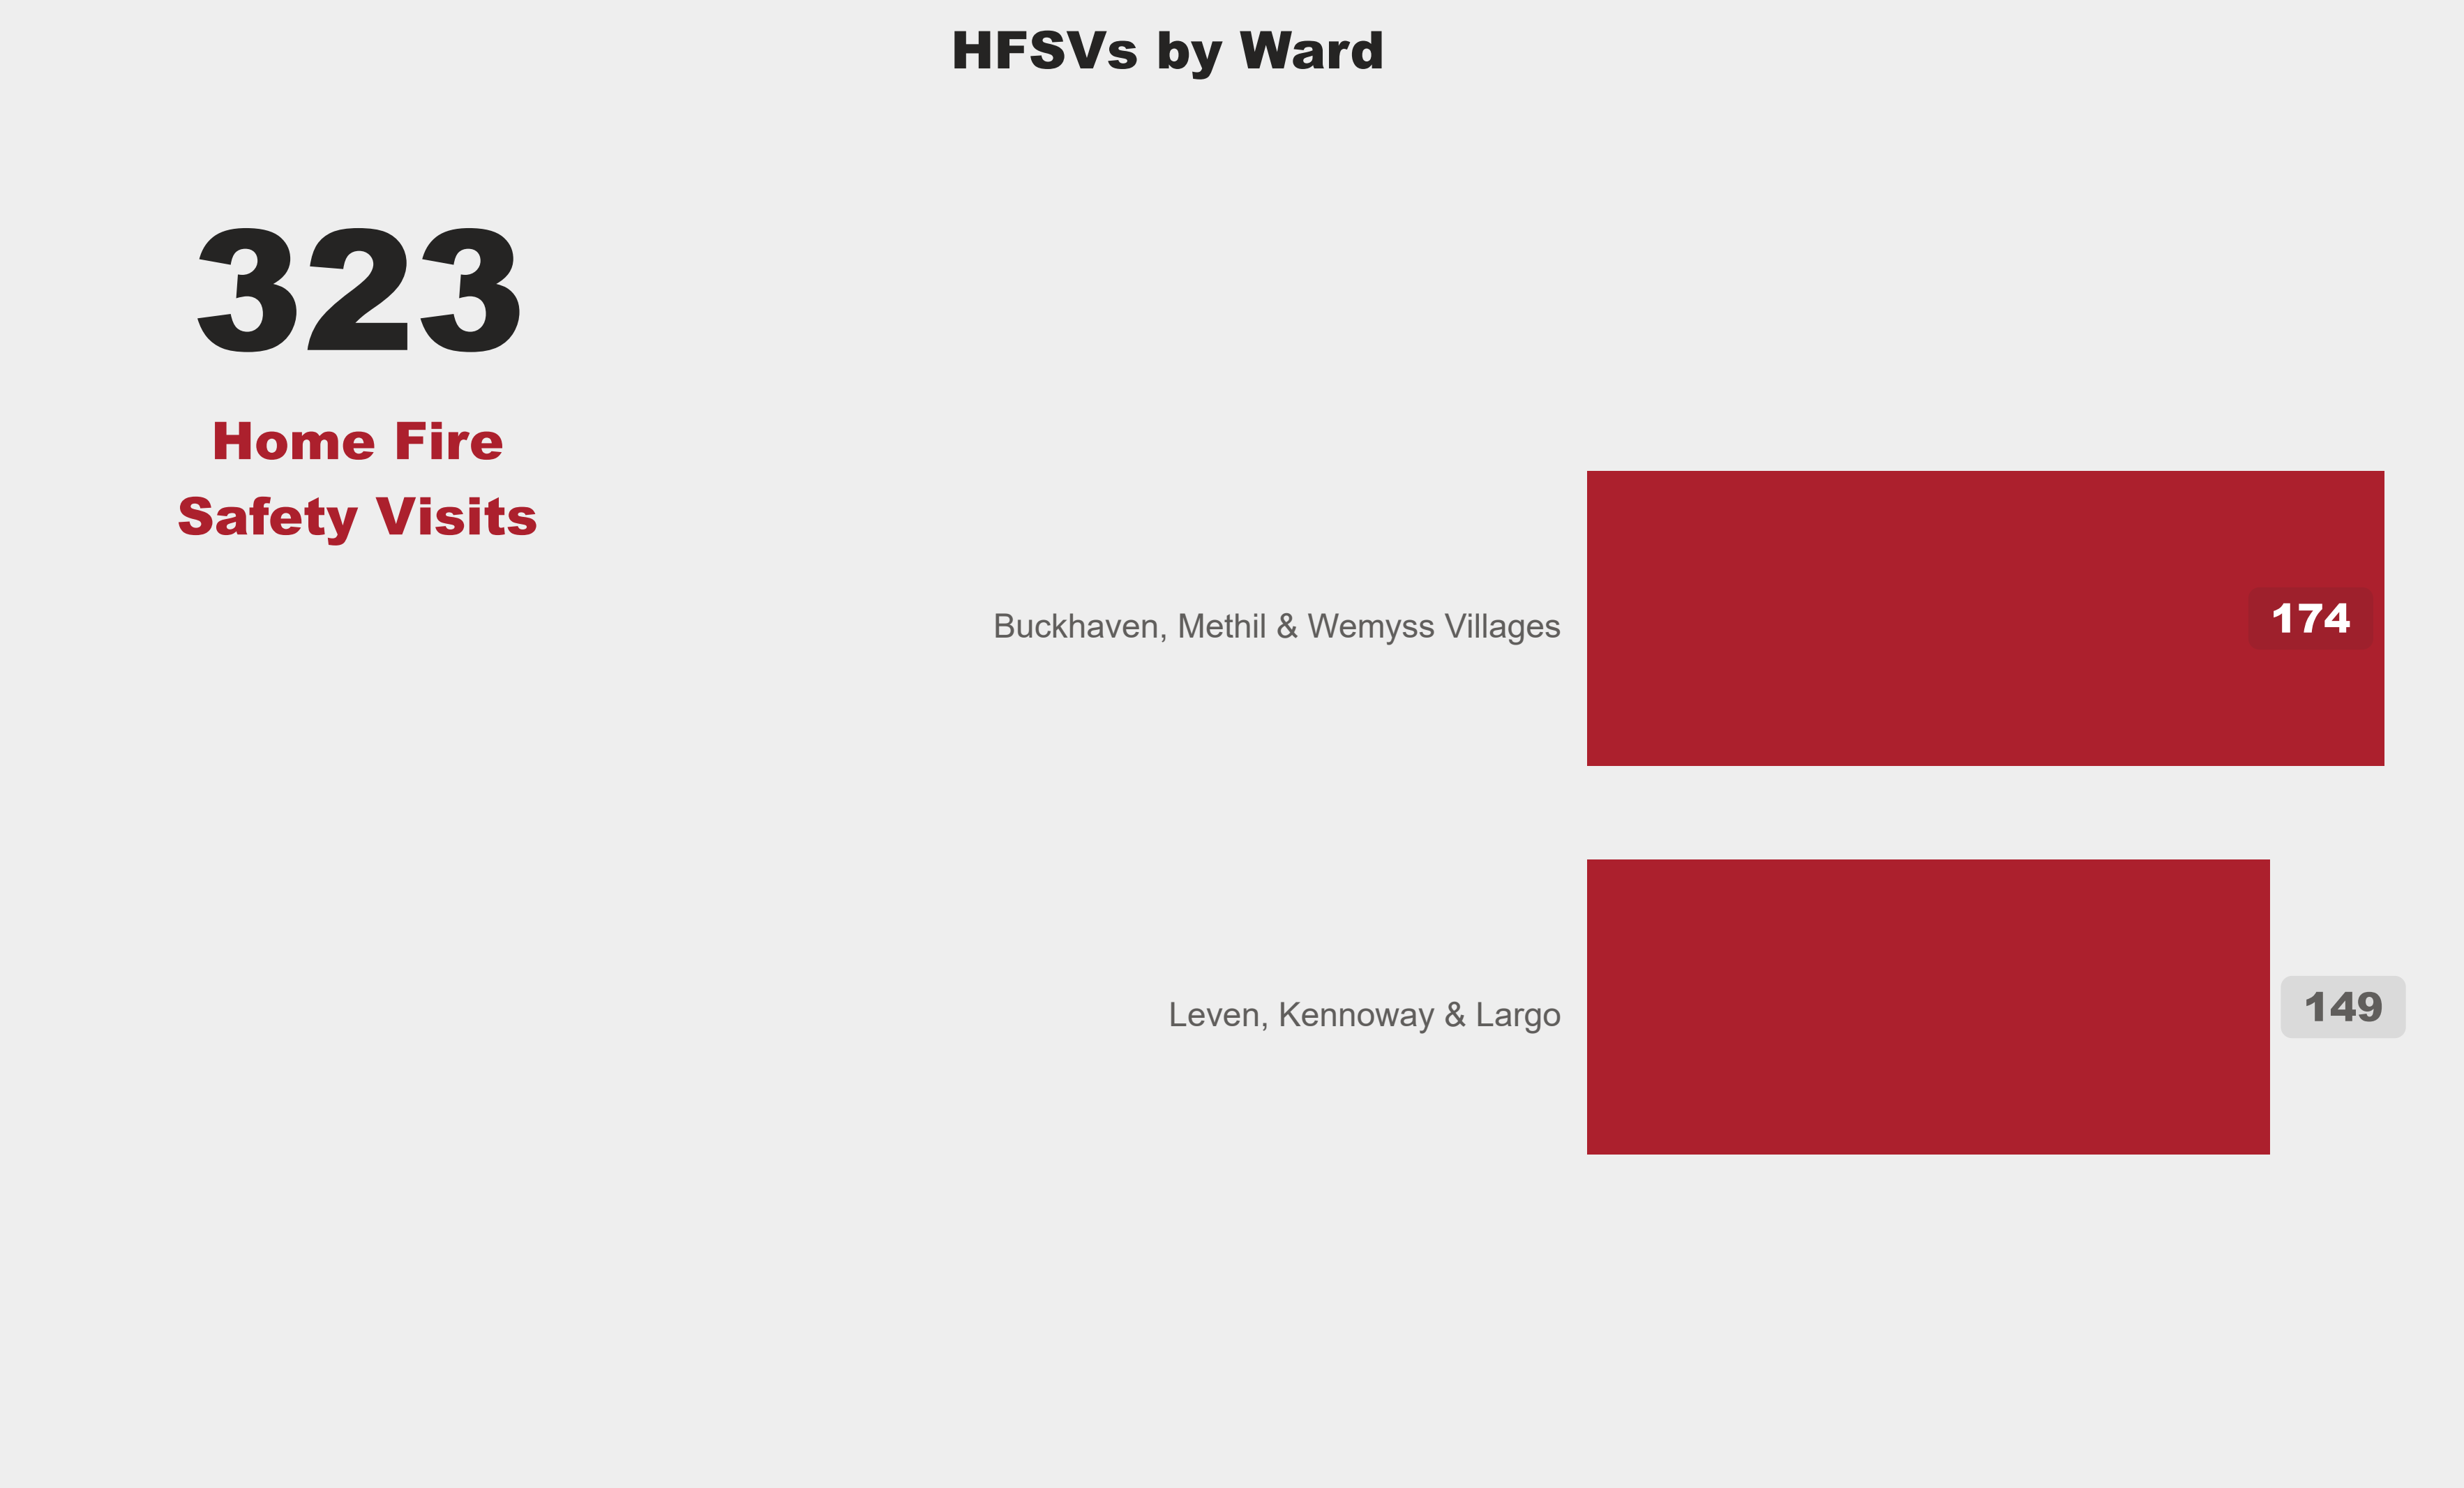 HFSVs by Ward
323
Home Fire
Safety Visits
Buckhaven, Methil & Wemyss Villages
174
Leven, Kennoway & Largo
149